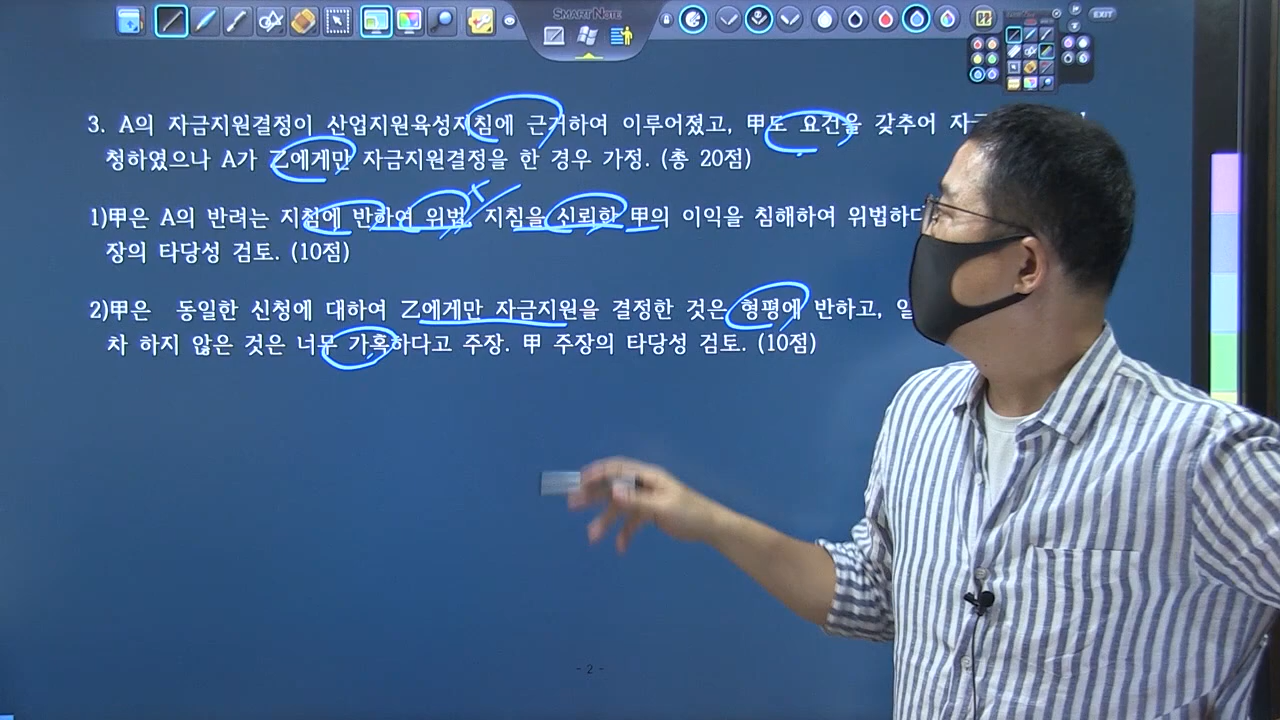 SMART NOTE
EXIT
3. A의 자금지원결정이 산업지원육성지침에 근거하여 이루어졌고, 甲도 요건을 갖추어
청하였으나 A가 乙에게만 자금지원결정을 한 경우 가정. (총 20점)
1)甲은 A의 반려는 지침에 반하여 위법, 지침을 신뢰한 甲의 이익을 침해하여 위법하다
장의 타당성 검토. (10점)
2)甲은 동일한 신청에 대하여 乙에게만 자금지원을 결정한 것은 형평에 반하고,
차 하지 않은 것은 너무 가혹하다고 주장. 甲 주장의 타당성 검토. (10점)
- 2 -